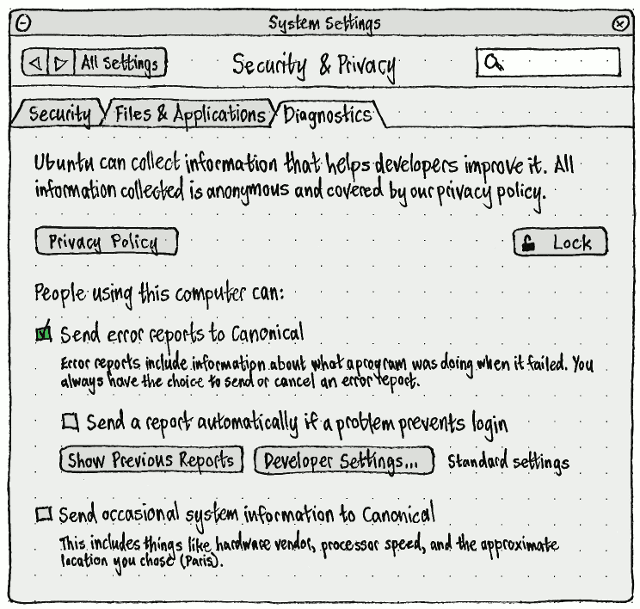 System Settings
All Settings
Security & Privacy
Security
Files & Applications
Diagnostics
Ubuntu can collect information that helps developers improve it. All
information collected is anonymous and covered by our privacy policy.
Privacy Policy
Lock
People using this computer can:
Send error reports to Canonical
Error reports include information about what a program was doing when it failed. You
always have the choice to send or cancel an error report.
Send a report automatically if a problem prevents login
Show Previous Reports
Developer Settings...
Standard settings
Send occasional system information to Canonical
This includes things like hardware vendor, processor speed, and the approximate
location you chose (Paris).